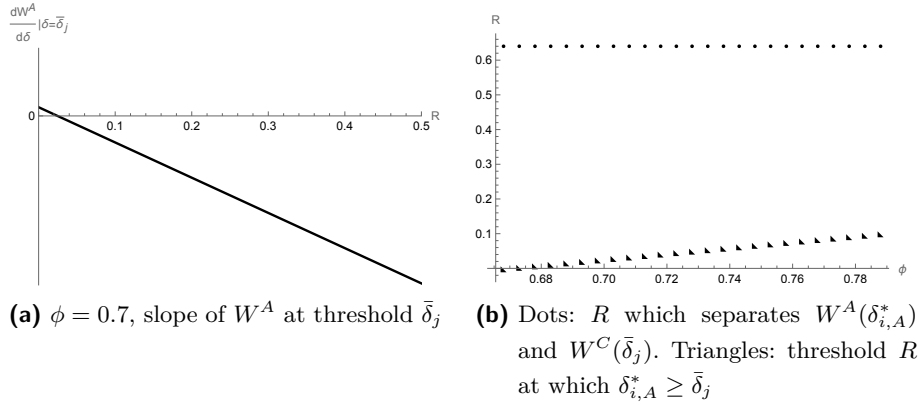 dW^A/dδ |δ=δ̄_j
0
0.1 0.2 0.3 0.4 0.5
R
(a) ϕ = 0.7, slope of W^A at threshold δ̄_j
R
0.6
0.5
0.4
0.3
0.2
0.1
0.68 0.70 0.72 0.74 0.76 0.78
ϕ
(b) Dots: R which separates W^A(δ*_{i,A})
and W^C(δ̄_j). Triangles: threshold R
at which δ*_{i,A} ≥ δ̄_j